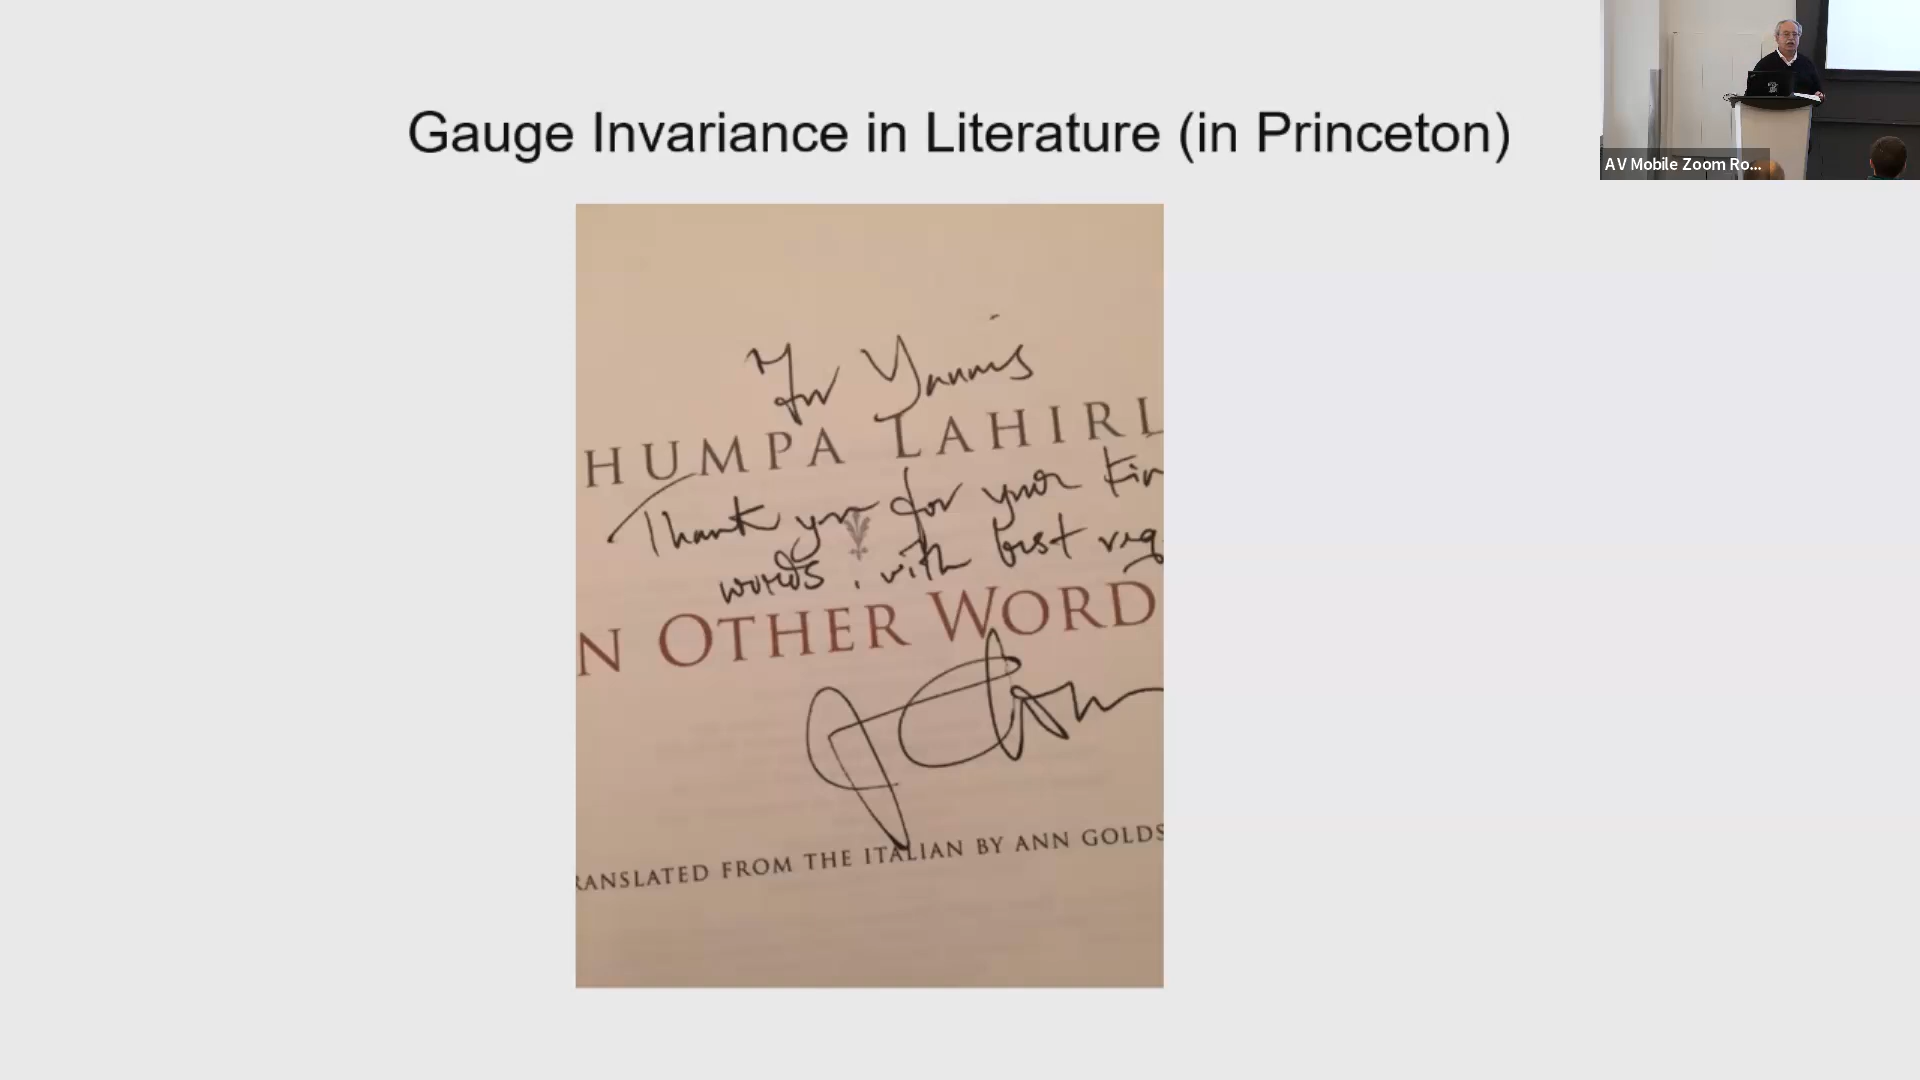 Gauge Invariance in Literature (in Princeton)
AV Mobile Zoom Ro...
For Yannis
HUMPA LAHIRI
Thank you for your kin
words, with best reg
N OTHER WORD
RANSLATED FROM THE ITALIAN BY ANN GOLDS